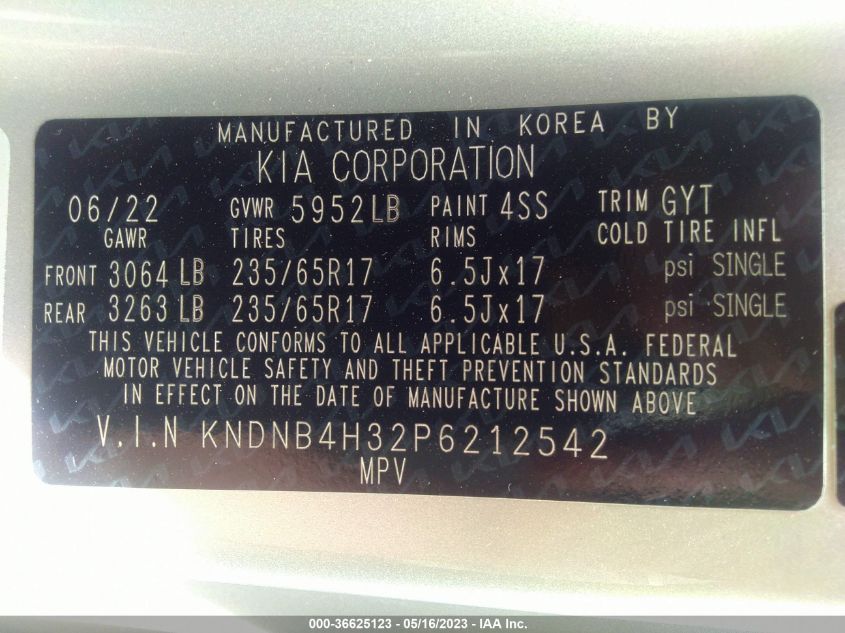 MANUFACTURED IN KOREA BY
KIA CORPORATION
06/22 GVWR 5952LB PAINT 4SS TRIM GYT
GAWR TIRES RIMS COLD TIRE INFL
FRONT 3064 LB 235/65R17 6.5Jx17 psi SINGLE
REAR 3263 LB 235/65R17 6.5Jx17 psi SINGLE
THIS VEHICLE CONFORMS TO ALL APPLICABLE U.S.A. FEDERAL
MOTOR VEHICLE SAFETY AND THEFT PREVENTION STANDARDS
IN EFFECT ON THE DATE OF MANUFACTURE SHOWN ABOVE
V.I.N KNDNB4H32P6212542
MPV
000-36625123 - 05/16/2023 - IAA Inc.